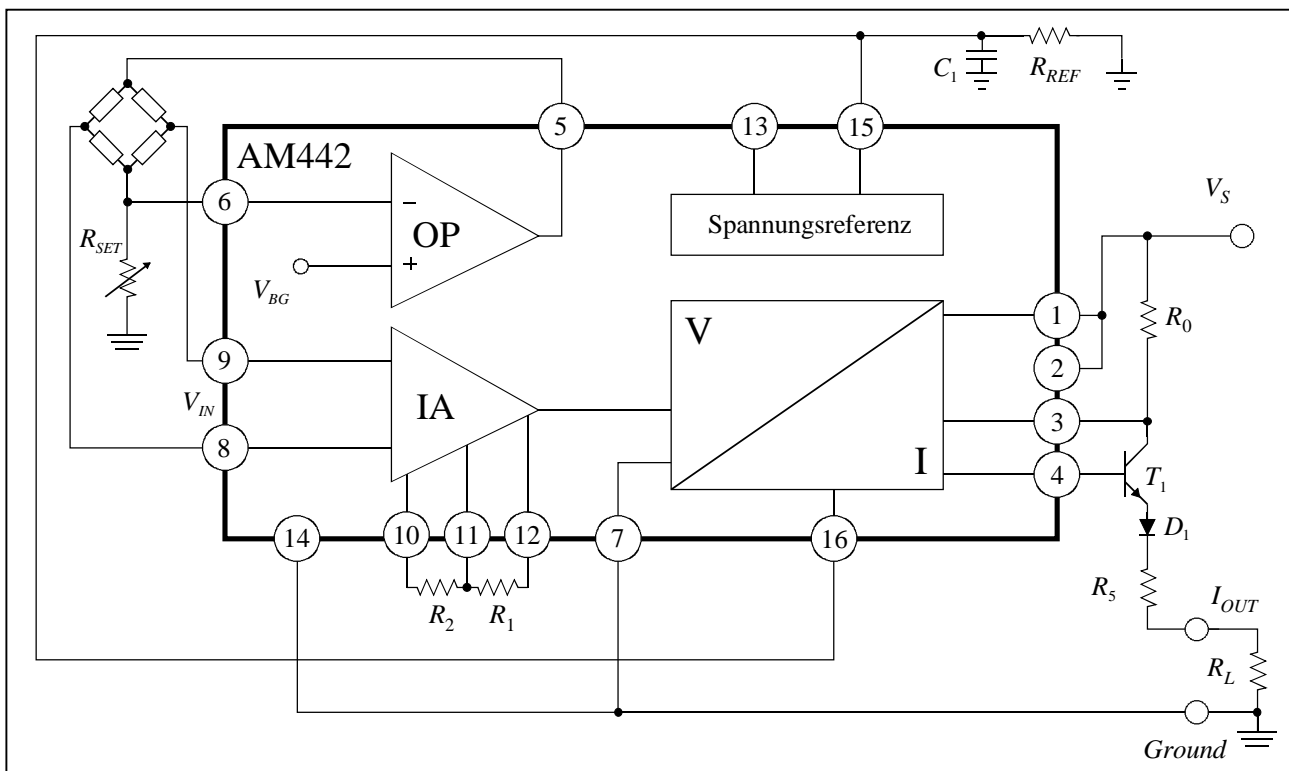 C1
RREF
5
13
15
AM442
6
−
OP
+
VBG
RSET
Spannungsreferenz
VS
V
1
R0
2
9
IA
VIN
8
3
I
4
T1
D1
14
10
11
12
7
16
R2
R1
R5
IOUT
RL
Ground